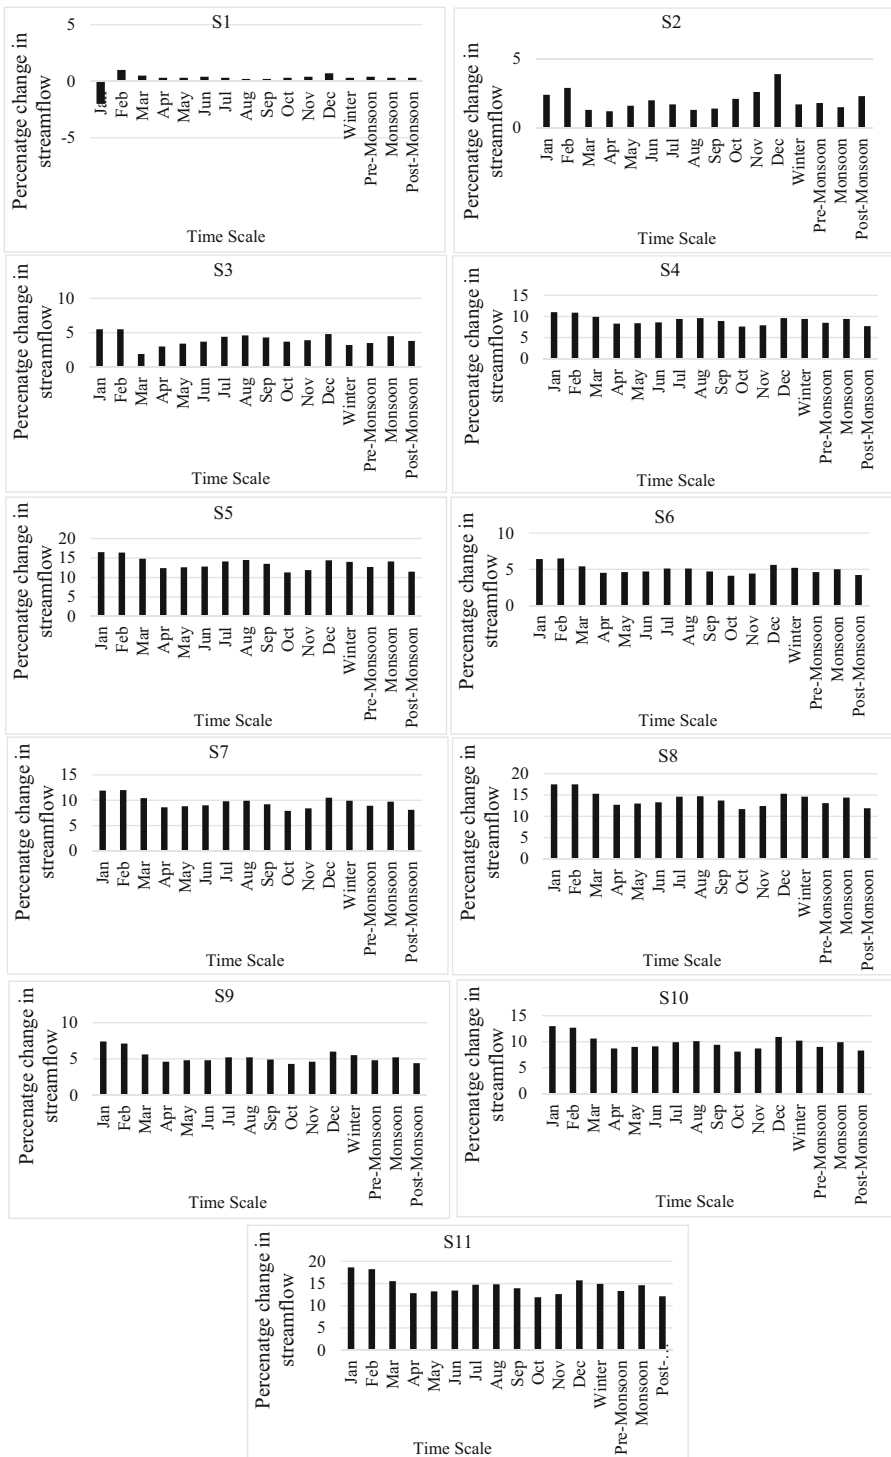 S1
Percenatge change in
streamflow
5
0
-5
Jan Feb Mar Apr May Jun Jul Aug Sep Oct Nov Dec Winter Pre-Monsoon Monsoon Post-Monsoon
Time Scale
S2
Percenatge change in
streamflow
5
0
Jan Feb Mar Apr May Jun Jul Aug Sep Oct Nov Dec Winter Pre-Monsoon Monsoon Post-Monsoon
Time Scale
S3
Percenatge change in
streamflow
10
5
0
Jan Feb Mar Apr May Jun Jul Aug Sep Oct Nov Dec Winter Pre-Monsoon Monsoon Post-Monsoon
Time Scale
S4
Percenatge change in
streamflow
15
10
5
0
Jan Feb Mar Apr May Jun Jul Aug Sep Oct Nov Dec Winter Pre-Monsoon Monsoon Post-Monsoon
Time Scale
S5
Percenatge change in
streamflow
20
15
10
5
0
Jan Feb Mar Apr May Jun Jul Aug Sep Oct Nov Dec Winter Pre-Monsoon Monsoon Post-Monsoon
Time Scale
S6
Percenatge change in
streamflow
10
5
0
Jan Feb Mar Apr May Jun Jul Aug Sep Oct Nov Dec Winter Pre-Monsoon Monsoon Post-Monsoon
Time Scale
S7
Percenatge change in
streamflow
15
10
5
0
Jan Feb Mar Apr May Jun Jul Aug Sep Oct Nov Dec Winter Pre-Monsoon Monsoon Post-Monsoon
Time Scale
S8
Percenatge change in
streamflow
20
15
10
5
0
Jan Feb Mar Apr May Jun Jul Aug Sep Oct Nov Dec Winter Pre-Monsoon Monsoon Post-Monsoon
Time Scale
S9
Percenatge change in
streamflow
10
5
0
Jan Feb Mar Apr May Jun Jul Aug Sep Oct Nov Dec Winter Pre-Monsoon Monsoon Post-Monsoon
Time Scale
S10
Percenatge change in
streamflow
15
10
5
0
Jan Feb Mar Apr May Jun Jul Aug Sep Oct Nov Dec Winter Pre-Monsoon Monsoon Post-Monsoon
Time Scale
S11
Percenatge change in
streamflow
20
15
10
5
0
Jan Feb Mar Apr May Jun Jul Aug Sep Oct Nov Dec Winter Pre-Monsoon Monsoon Post-…
Time Scale